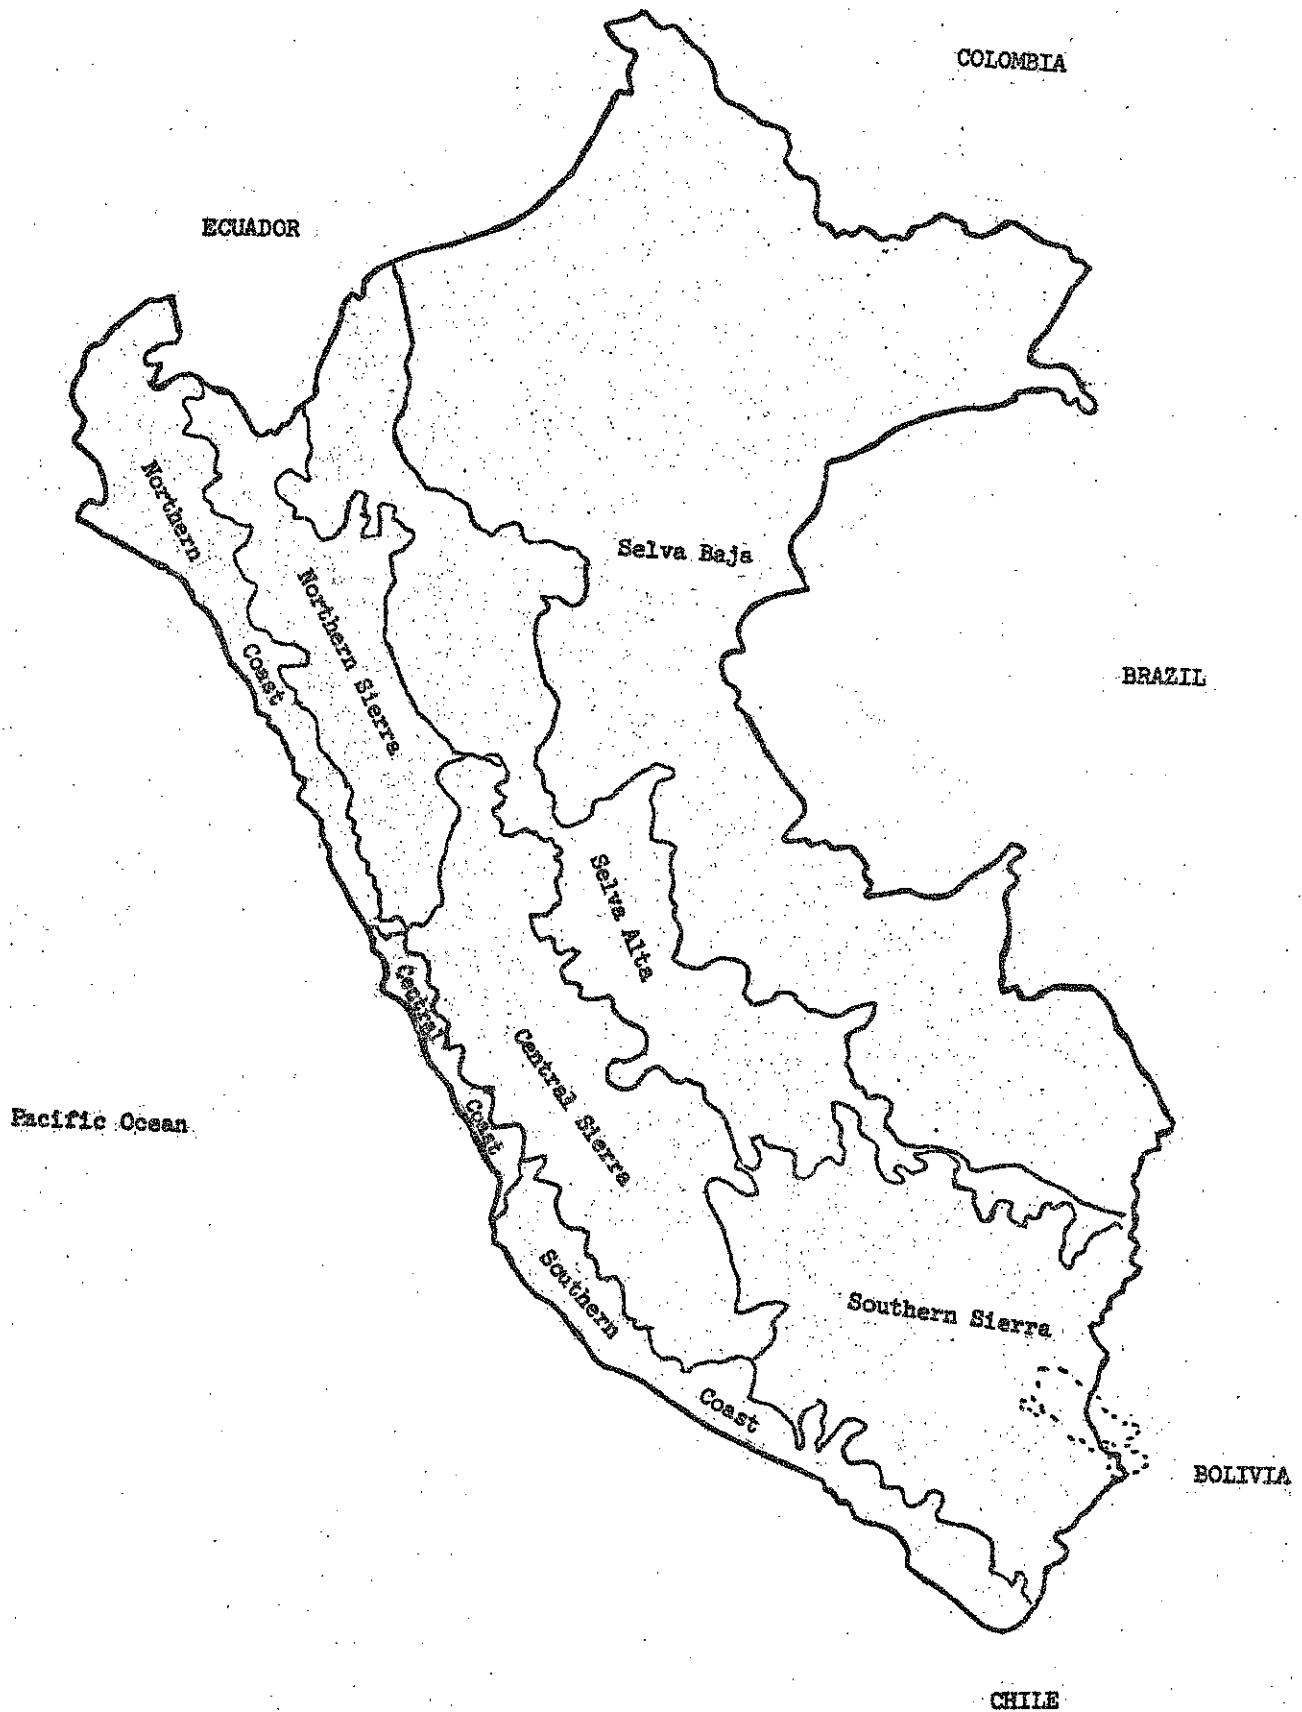 COLOMBIA
ECUADOR
Northern
Coast
Northern Sierra
Selva Baja
BRAZIL
Selva Alta
Central
Coast
Central Sierra
Pacific Ocean
Southern
Coast
Southern Sierra
BOLIVIA
CHILE